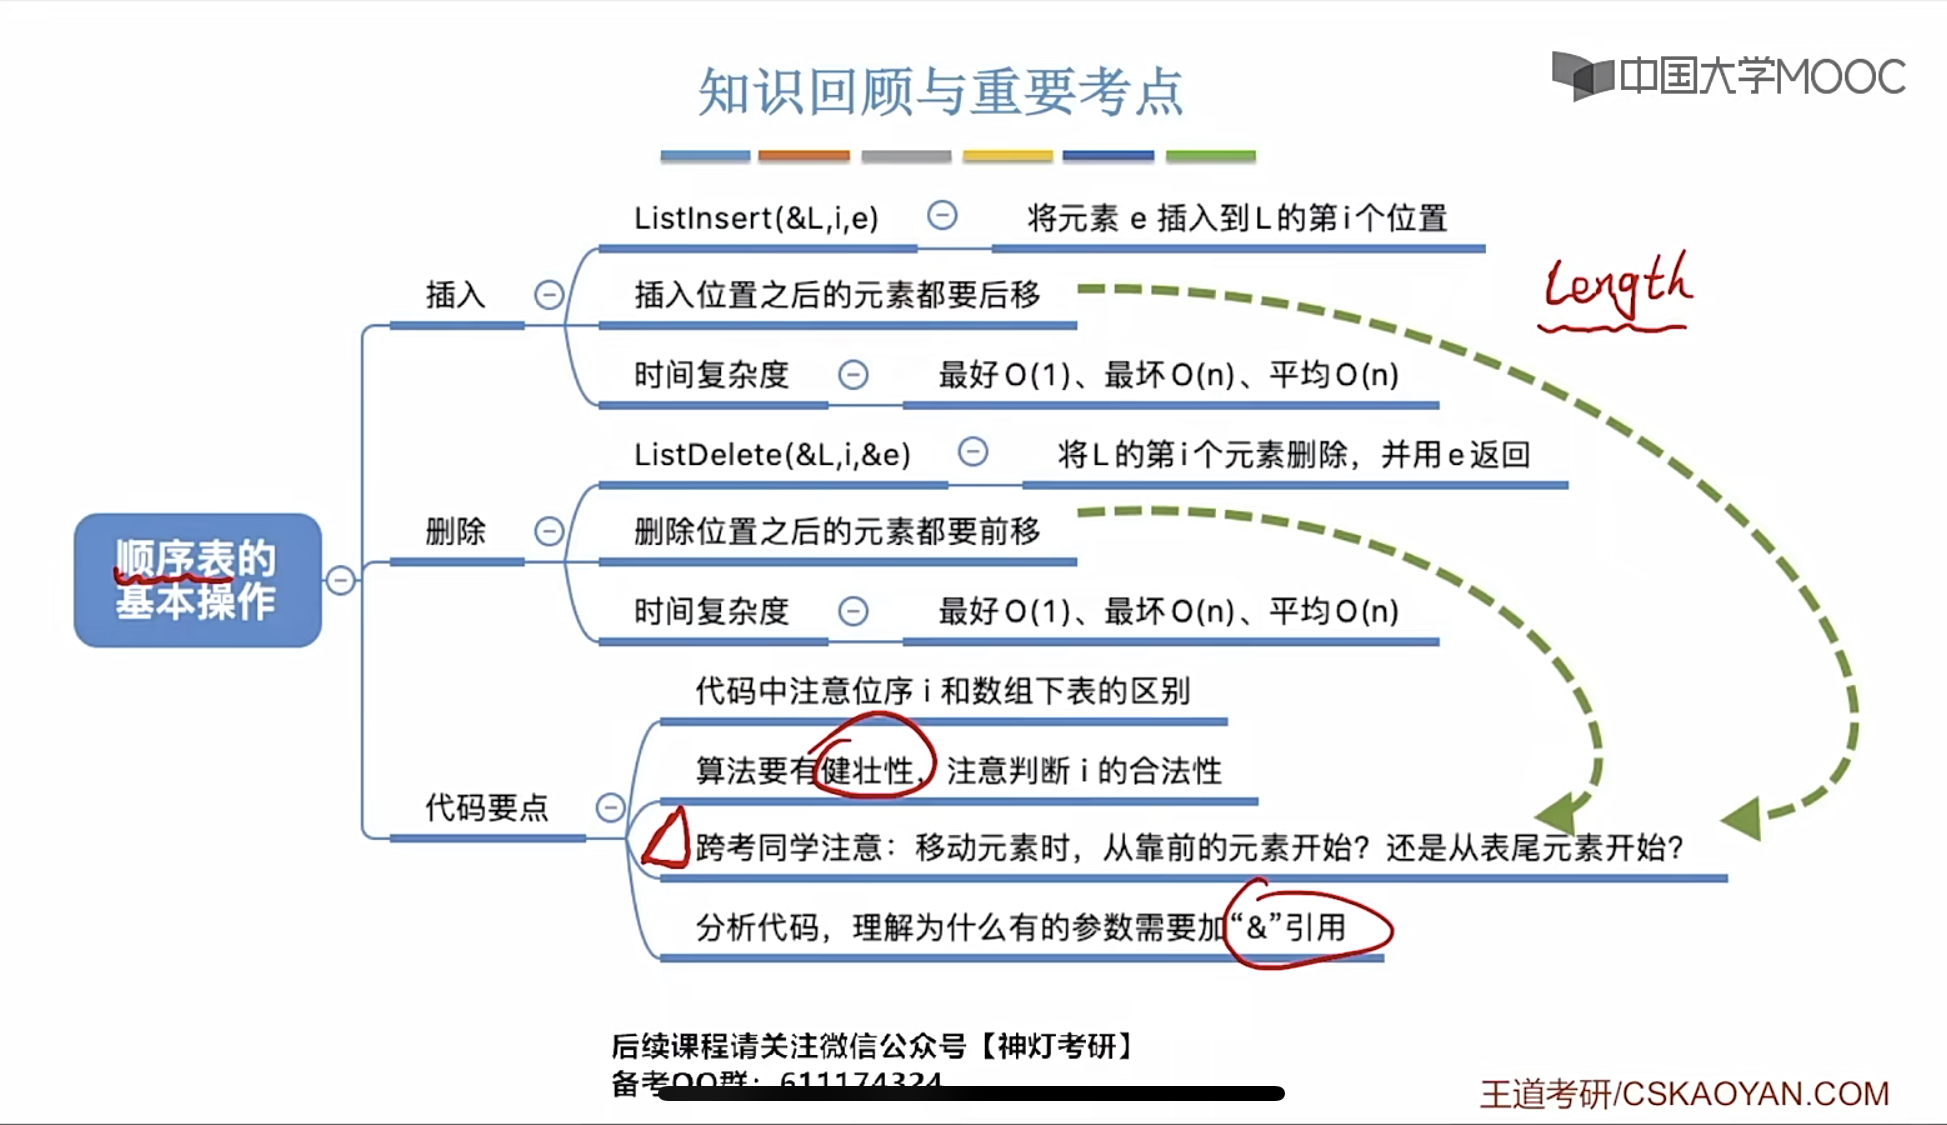 知识回顾与重要考点
中国大学MOOC
ListInsert(&L,i,e)
将元素 e 插入到L的第i个位置
Length
插入
插入位置之后的元素都要后移
时间复杂度
最好O(1)、最坏O(n)、平均O(n)
ListDelete(&L,i,&e)
将L的第i个元素删除，并用e返回
删除
删除位置之后的元素都要前移
顺序表的
基本操作
时间复杂度
最好O(1)、最坏O(n)、平均O(n)
代码中注意位序 i 和数组下表的区别
算法要有健壮性，注意判断 i 的合法性
代码要点
跨考同学注意：移动元素时，从靠前的元素开始？还是从表尾元素开始？
分析代码，理解为什么有的参数需要加“&”引用
后续课程请关注微信公众号【神灯考研】
备考QQ群：611174324
王道考研/CSKAOYAN.COM